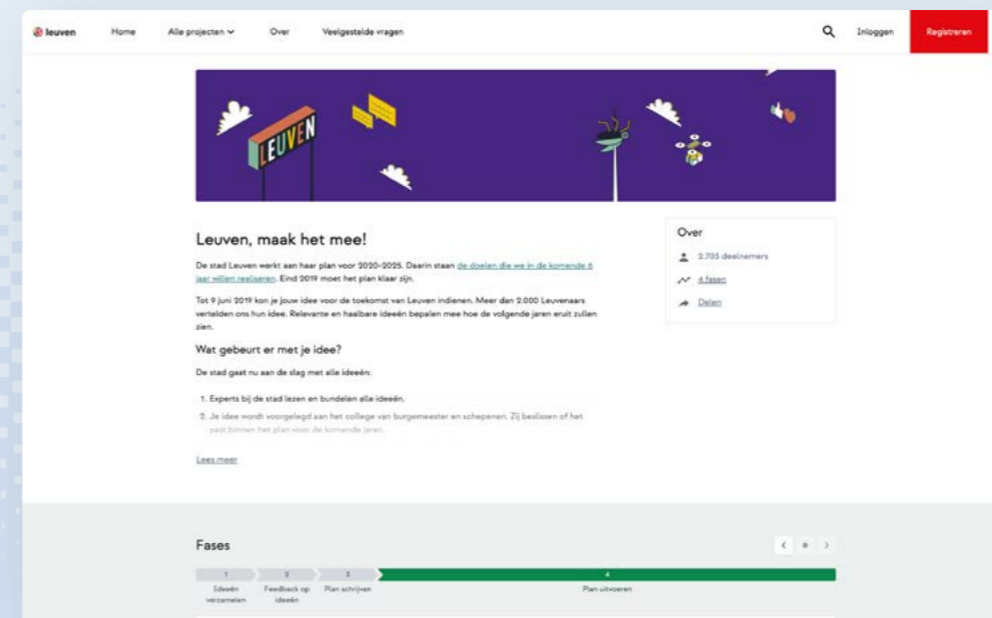 leuven Home Alle projecten Over Veelgestelde vragen Inloggen Registreren
LEUVEN
Leuven, maak het mee!
De stad Leuven werkt aan haar plan voor 2020-2025. Daarin staan de doelen die we in de komende 6
jaar willen realiseren. Eind 2019 moet het plan klaar zijn.
Tot 9 juni 2019 kon je jouw idee voor de toekomst van Leuven indienen. Meer dan 2.000 Leuvenaars
vertelden ons hun idee. Relevante en haalbare ideeën bepalen mee hoe de volgende jaren eruit zullen
zien.
Wat gebeurt er met je idee?
De stad gaat nu aan de slag met alle ideeën:
1. Experts bij de stad lezen en bundelen alle ideeën.
2. Je idee wordt voorgelegd aan het college van burgemeester en schepenen. Zij beslissen of het
past binnen het plan voor de komende jaren.
Lees meer
Over
2.703 deelnemers
4 fasen
Delen
Fases
1 2 3 4
Ideeën Feedback op Plan schrijven Plan uitvoeren
verzamelen ideeën